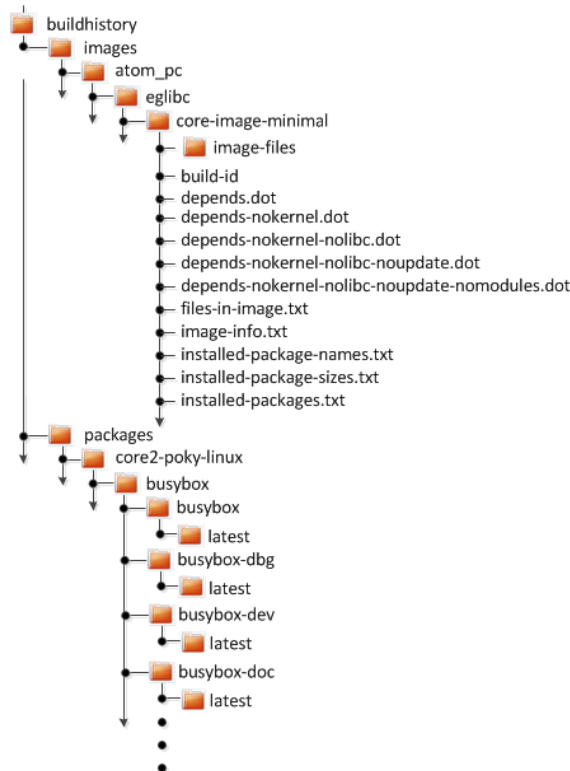 buildhistory
images
atom_pc
eglibc
core-image-minimal
image-files
build-id
depends.dot
depends-nokernel.dot
depends-nokernel-nolibc.dot
depends-nokernel-nolibc-noupdate.dot
depends-nokernel-nolibc-noupdate-nomodules.dot
files-in-image.txt
image-info.txt
installed-package-names.txt
installed-package-sizes.txt
installed-packages.txt
packages
core2-poky-linux
busybox
busybox
latest
busybox-dbg
latest
busybox-dev
latest
busybox-doc
latest